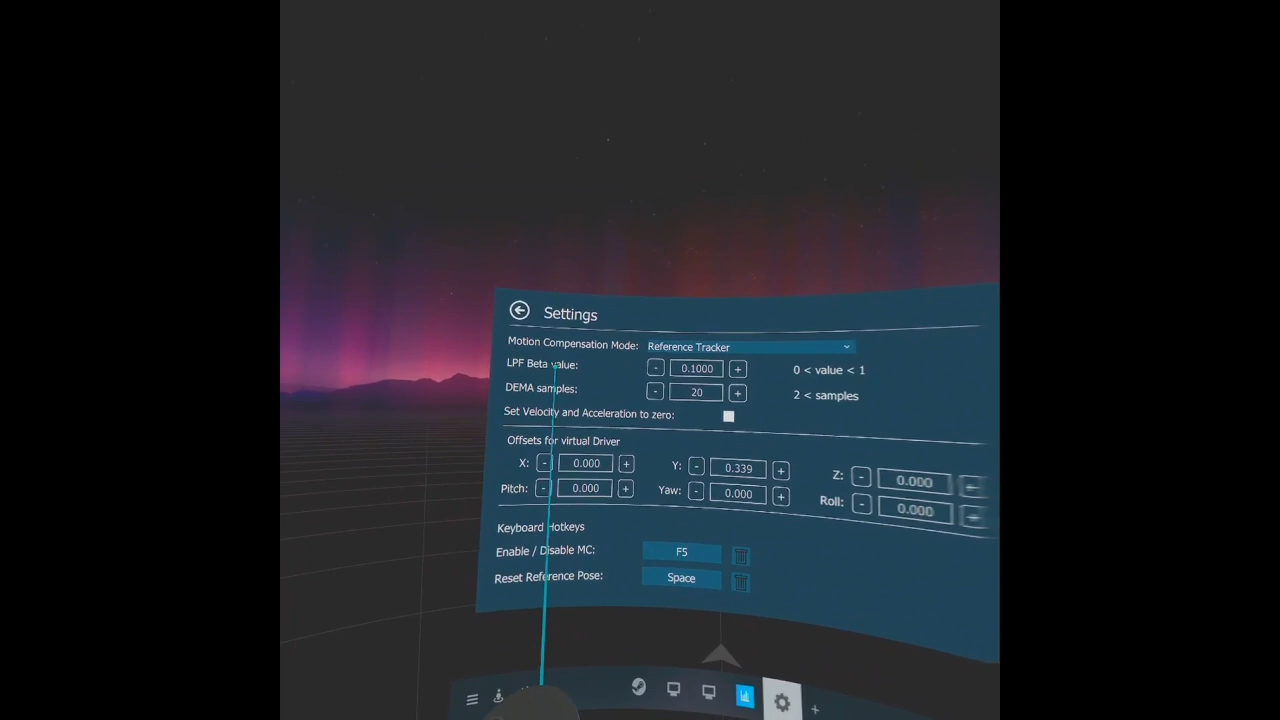 Settings
Motion Compensation Mode: Reference Tracker
LPF Beta value: - 0.1000 + 0 < value < 1
DEMA samples: - 20 + 2 < samples
Set Velocity and Acceleration to zero:
Offsets for virtual Driver
X: - 0.000 + Y: - 0.339 + Z: - 0.000
Pitch: - 0.000 + Yaw: - 0.000 + Roll: - 0.000
Keyboard Hotkeys
Enable / Disable MC: F5
Reset Reference Pose: Space